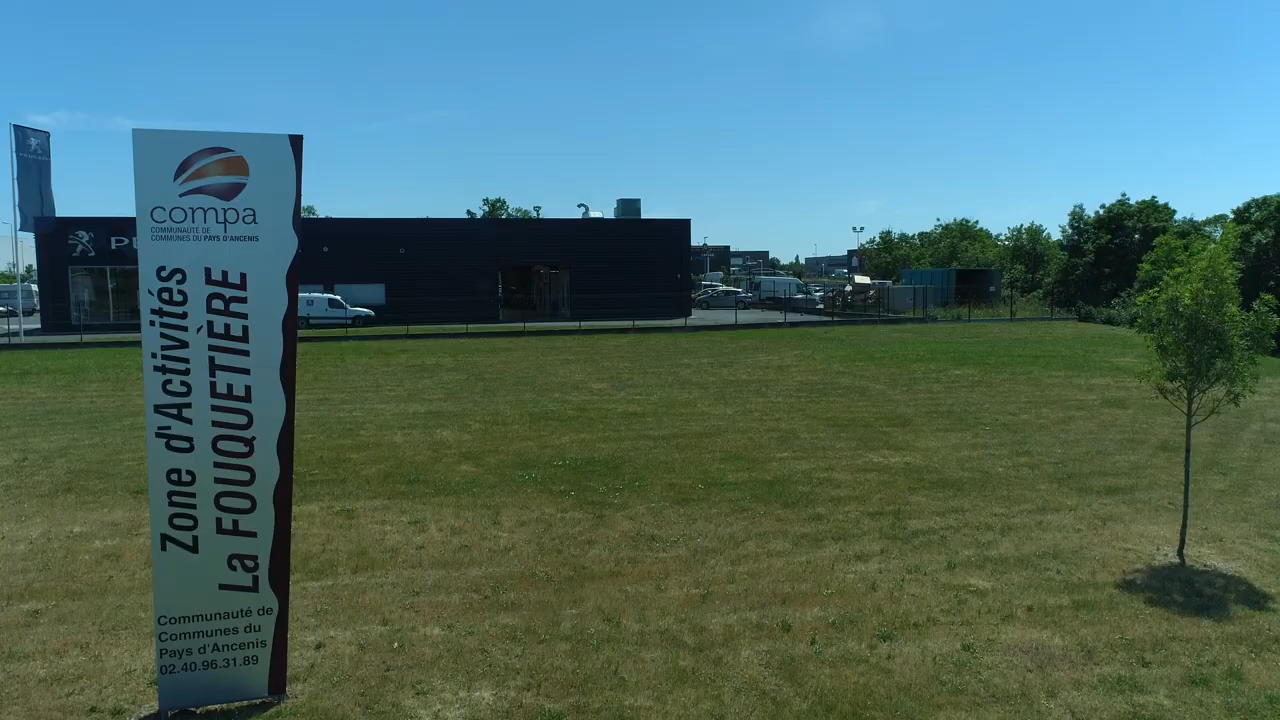 compa
COMMUNAUTÉ DE
COMMUNES DU PAYS D'ANCENIS
Zone d'Activités
La FOUQUETIÈRE
Communauté de
Communes du
Pays d'Ancenis
02.40.96.31.89
PEUGEOT